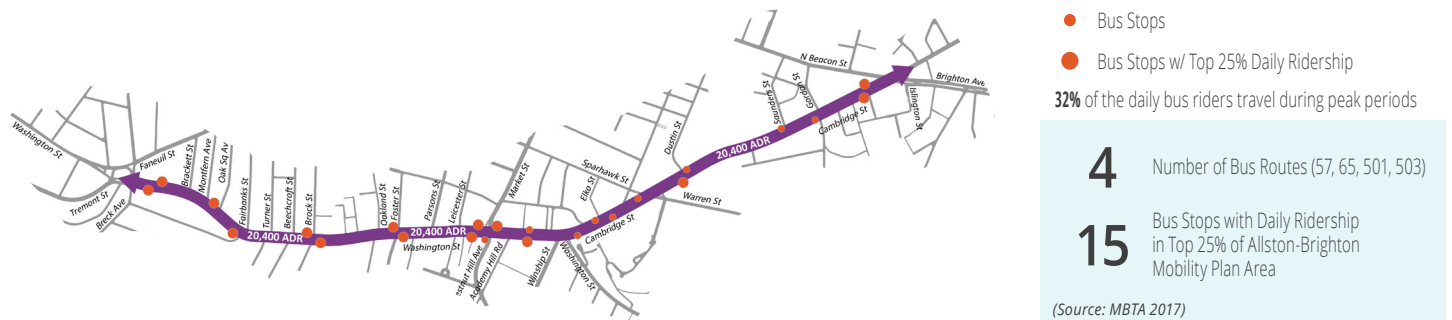 N Beacon St
Brighton Ave
Saunders St
Gordon St
Cambridge St
Islington St
20,400 ADR
Dustin St
Sparhawk St
Warren St
Elko St
Cambridge St
Market St
Washington St
Faneuil St
Brackett St
Montfern Ave
Oak Sq Av
Tremont St
Breck Ave
Fairbanks St
Turner St
Beechcroft St
Brock St
20,400 ADR
Oakland St
Foster St
Parsons St
Leicester St
20,400 ADR
Washington St
estnut Hill Ave
Academy Hill Rd
Winship St
Washington St
Bus Stops
Bus Stops w/ Top 25% Daily Ridership
32% of the daily bus riders travel during peak periods
4
Number of Bus Routes (57, 65, 501, 503)
15
Bus Stops with Daily Ridership
in Top 25% of Allston-Brighton
Mobility Plan Area
(Source: MBTA 2017)